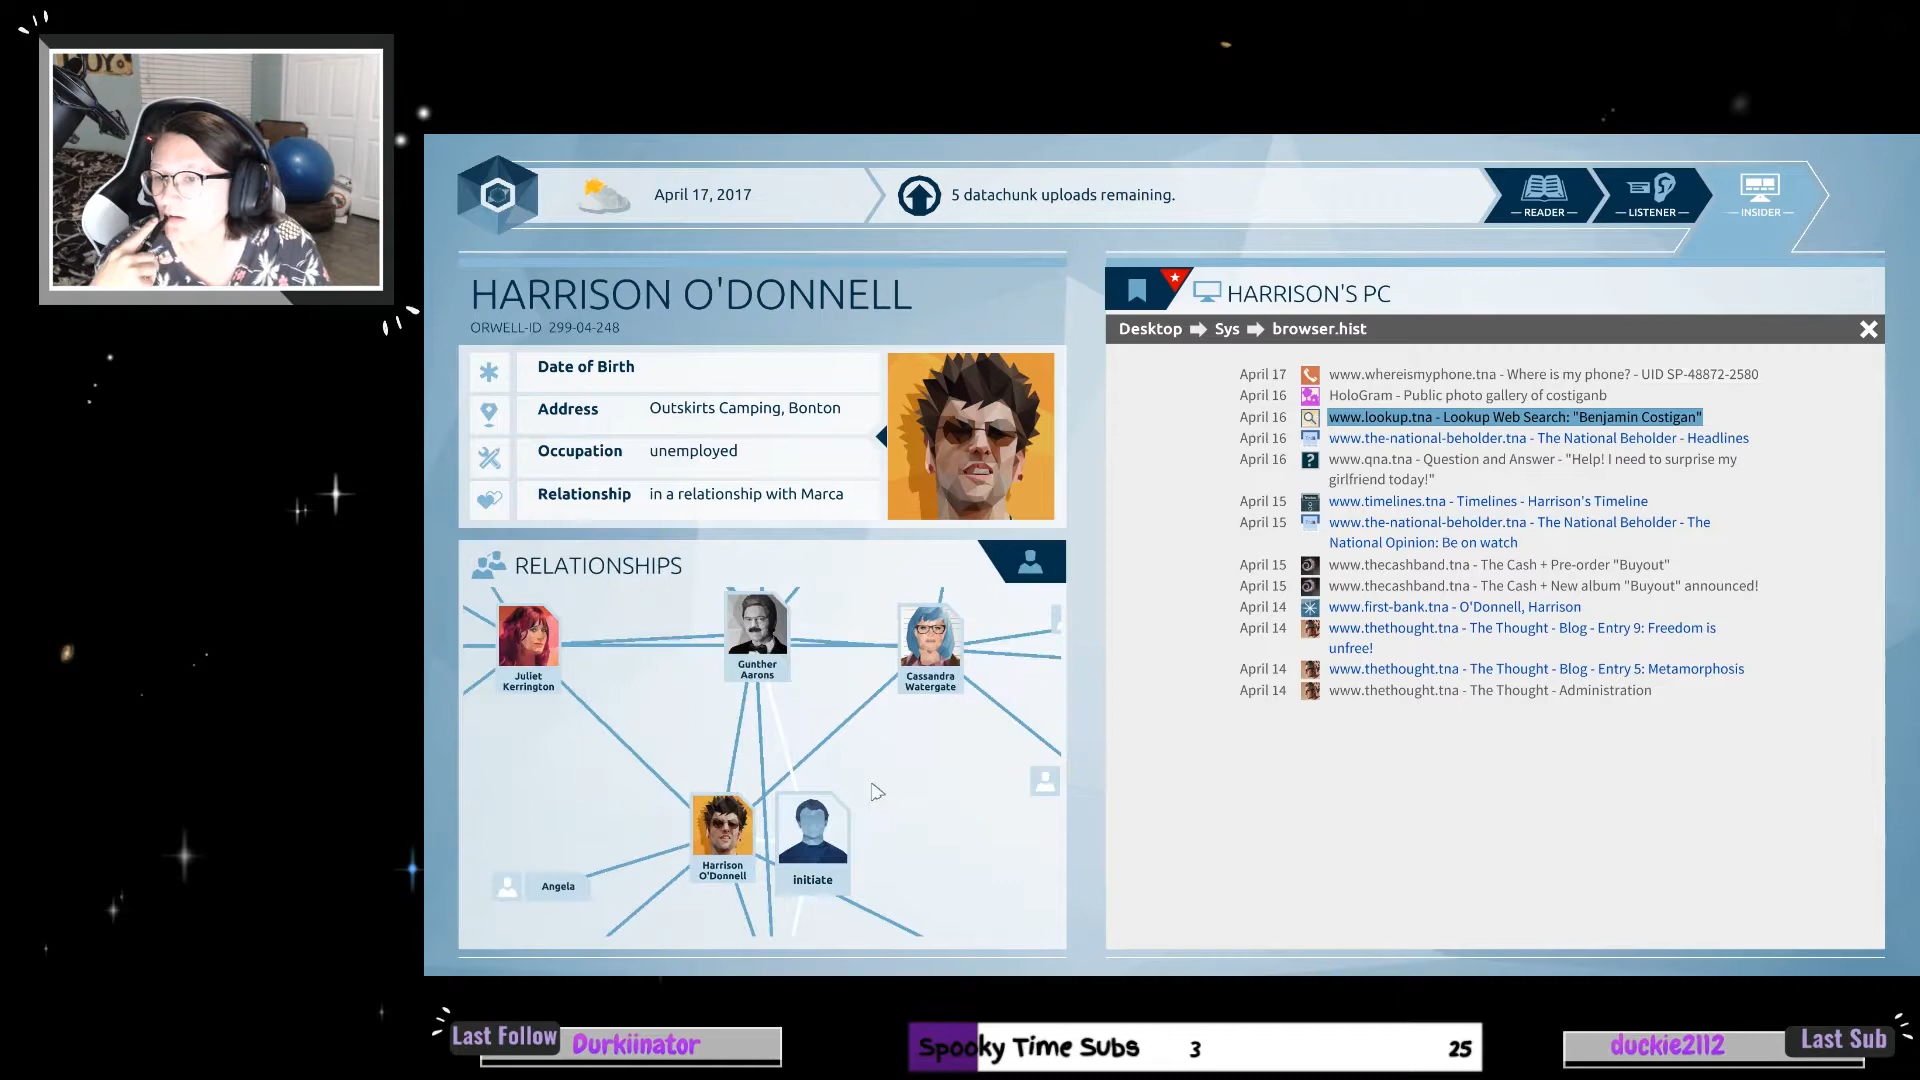 April 17, 2017
5 datachunk uploads remaining.
READER
LISTENER
INSIDER
HARRISON O'DONNELL
ORWELL-ID 299-04-248
Date of Birth
Address Outskirts Camping, Bonton
Occupation unemployed
Relationship in a relationship with Marca
RELATIONSHIPS
Juliet
Kerrington
Gunther
Aarons
Cassandra
Watergate
Harrison
O'Donnell
initiate
Angela
HARRISON'S PC
Desktop Sys browser.hist
April 17 www.whereismyphone.tna - Where is my phone? - UID SP-48872-2580
April 16 HoloGram - Public photo gallery of costiganb
April 16 www.lookup.tna - Lookup Web Search: "Benjamin Costigan"
April 16 www.the-national-beholder.tna - The National Beholder - Headlines
April 16 ? www.qna.tna - Question and Answer - "Help! I need to surprise my
girlfriend today!"
April 15 www.timelines.tna - Timelines - Harrison's Timeline
April 15 www.the-national-beholder.tna - The National Beholder - The
National Opinion: Be on watch
April 15 www.thecashband.tna - The Cash + Pre-order "Buyout"
April 15 www.thecashband.tna - The Cash + New album "Buyout" announced!
April 14 www.first-bank.tna - O'Donnell, Harrison
April 14 www.thethought.tna - The Thought - Blog - Entry 9: Freedom is
unfree!
April 14 www.thethought.tna - The Thought - Blog - Entry 5: Metamorphosis
April 14 www.thethought.tna - The Thought - Administration
Last Follow Durkiinator
Spooky Time Subs 3 25
duckie2112 Last Sub